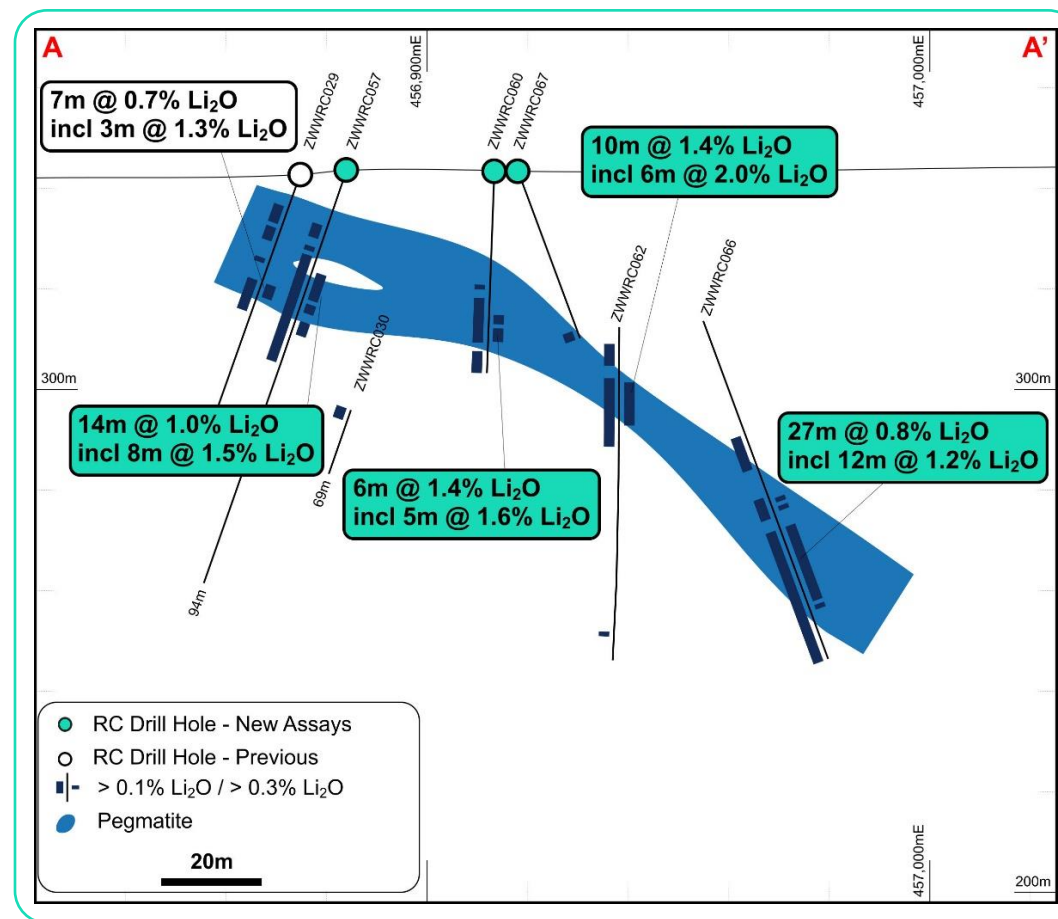 A
A'
456,900mE
457,000mE
7m @ 0.7% Li₂O
incl 3m @ 1.3% Li₂O
ZWWRC029
ZWWRC057
ZWWRC060
ZWWRC067
10m @ 1.4% Li₂O
incl 6m @ 2.0% Li₂O
ZWWRC062
ZWWRC066
ZWWRC030
300m
300m
14m @ 1.0% Li₂O
incl 8m @ 1.5% Li₂O
69m
6m @ 1.4% Li₂O
incl 5m @ 1.6% Li₂O
27m @ 0.8% Li₂O
incl 12m @ 1.2% Li₂O
94m
RC Drill Hole - New Assays
RC Drill Hole - Previous
> 0.1% Li₂O / > 0.3% Li₂O
Pegmatite
20m
457,000mE
200m